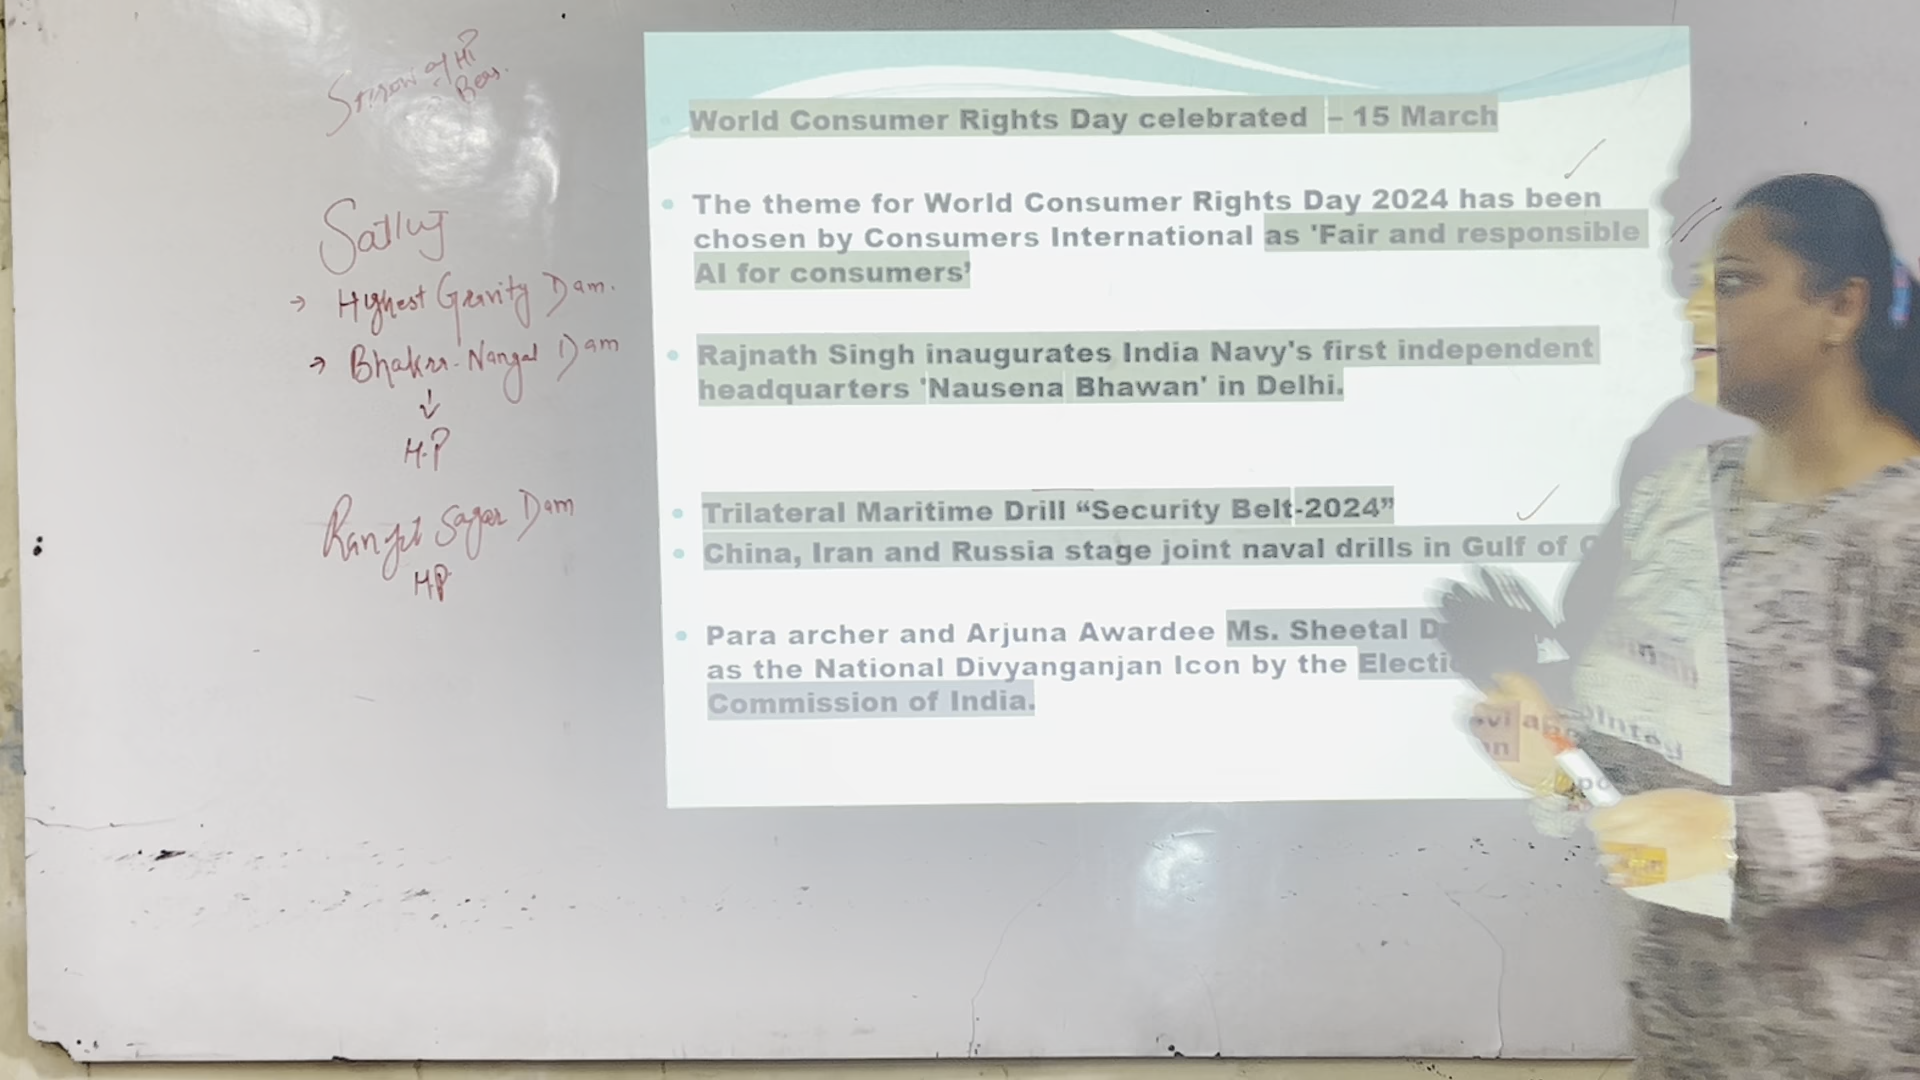 Sorrow of HP
Beas.
Satluj
→ Highest Gravity Dam.
→ Bhakra-Nangal Dam
↓
H.P
Ranjit Sagar Dam
HP
World Consumer Rights Day celebrated – 15 March
• The theme for World Consumer Rights Day 2024 has been
chosen by Consumers International as 'Fair and responsible
AI for consumers’
• Rajnath Singh inaugurates India Navy's first independent
headquarters 'Nausena Bhawan' in Delhi.
• Trilateral Maritime Drill “Security Belt-2024”
• China, Iran and Russia stage joint naval drills in Gulf of
• Para archer and Arjuna Awardee Ms. Sheetal
as the National Divyanganjan Icon by the
Commission of India.